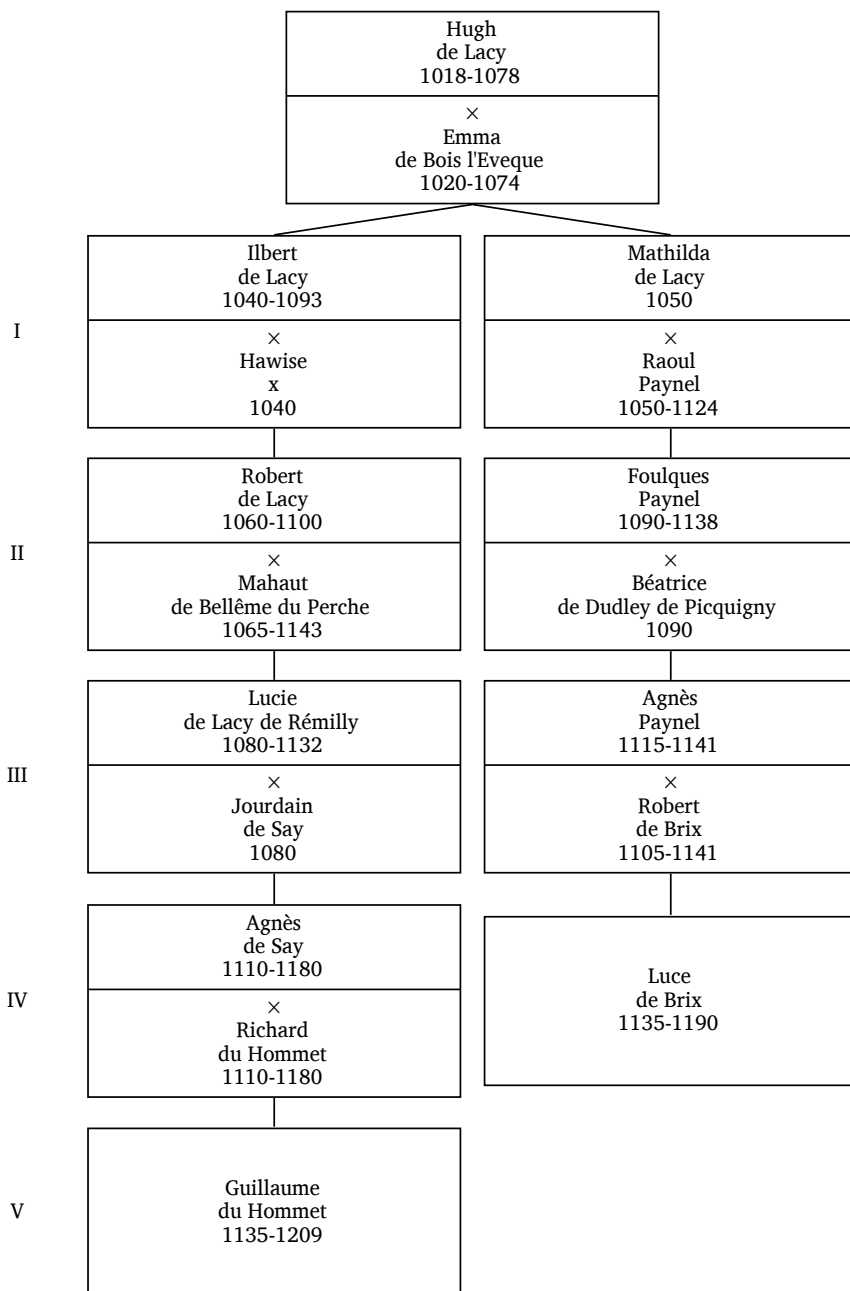 Hugh
de Lacy
1018-1078
×
Emma
de Bois l'Eveque
1020-1074
I
Ilbert
de Lacy
1040-1093
×
Hawise
x
1040
Mathilda
de Lacy
1050
×
Raoul
Paynel
1050-1124
II
Robert
de Lacy
1060-1100
×
Mahaut
de Bellême du Perche
1065-1143
Foulques
Paynel
1090-1138
×
Béatrice
de Dudley de Picquigny
1090
III
Lucie
de Lacy de Rémilly
1080-1132
×
Jourdain
de Say
1080
Agnès
Paynel
1115-1141
×
Robert
de Brix
1105-1141
IV
Agnès
de Say
1110-1180
×
Richard
du Hommet
1110-1180
Luce
de Brix
1135-1190
V
Guillaume
du Hommet
1135-1209